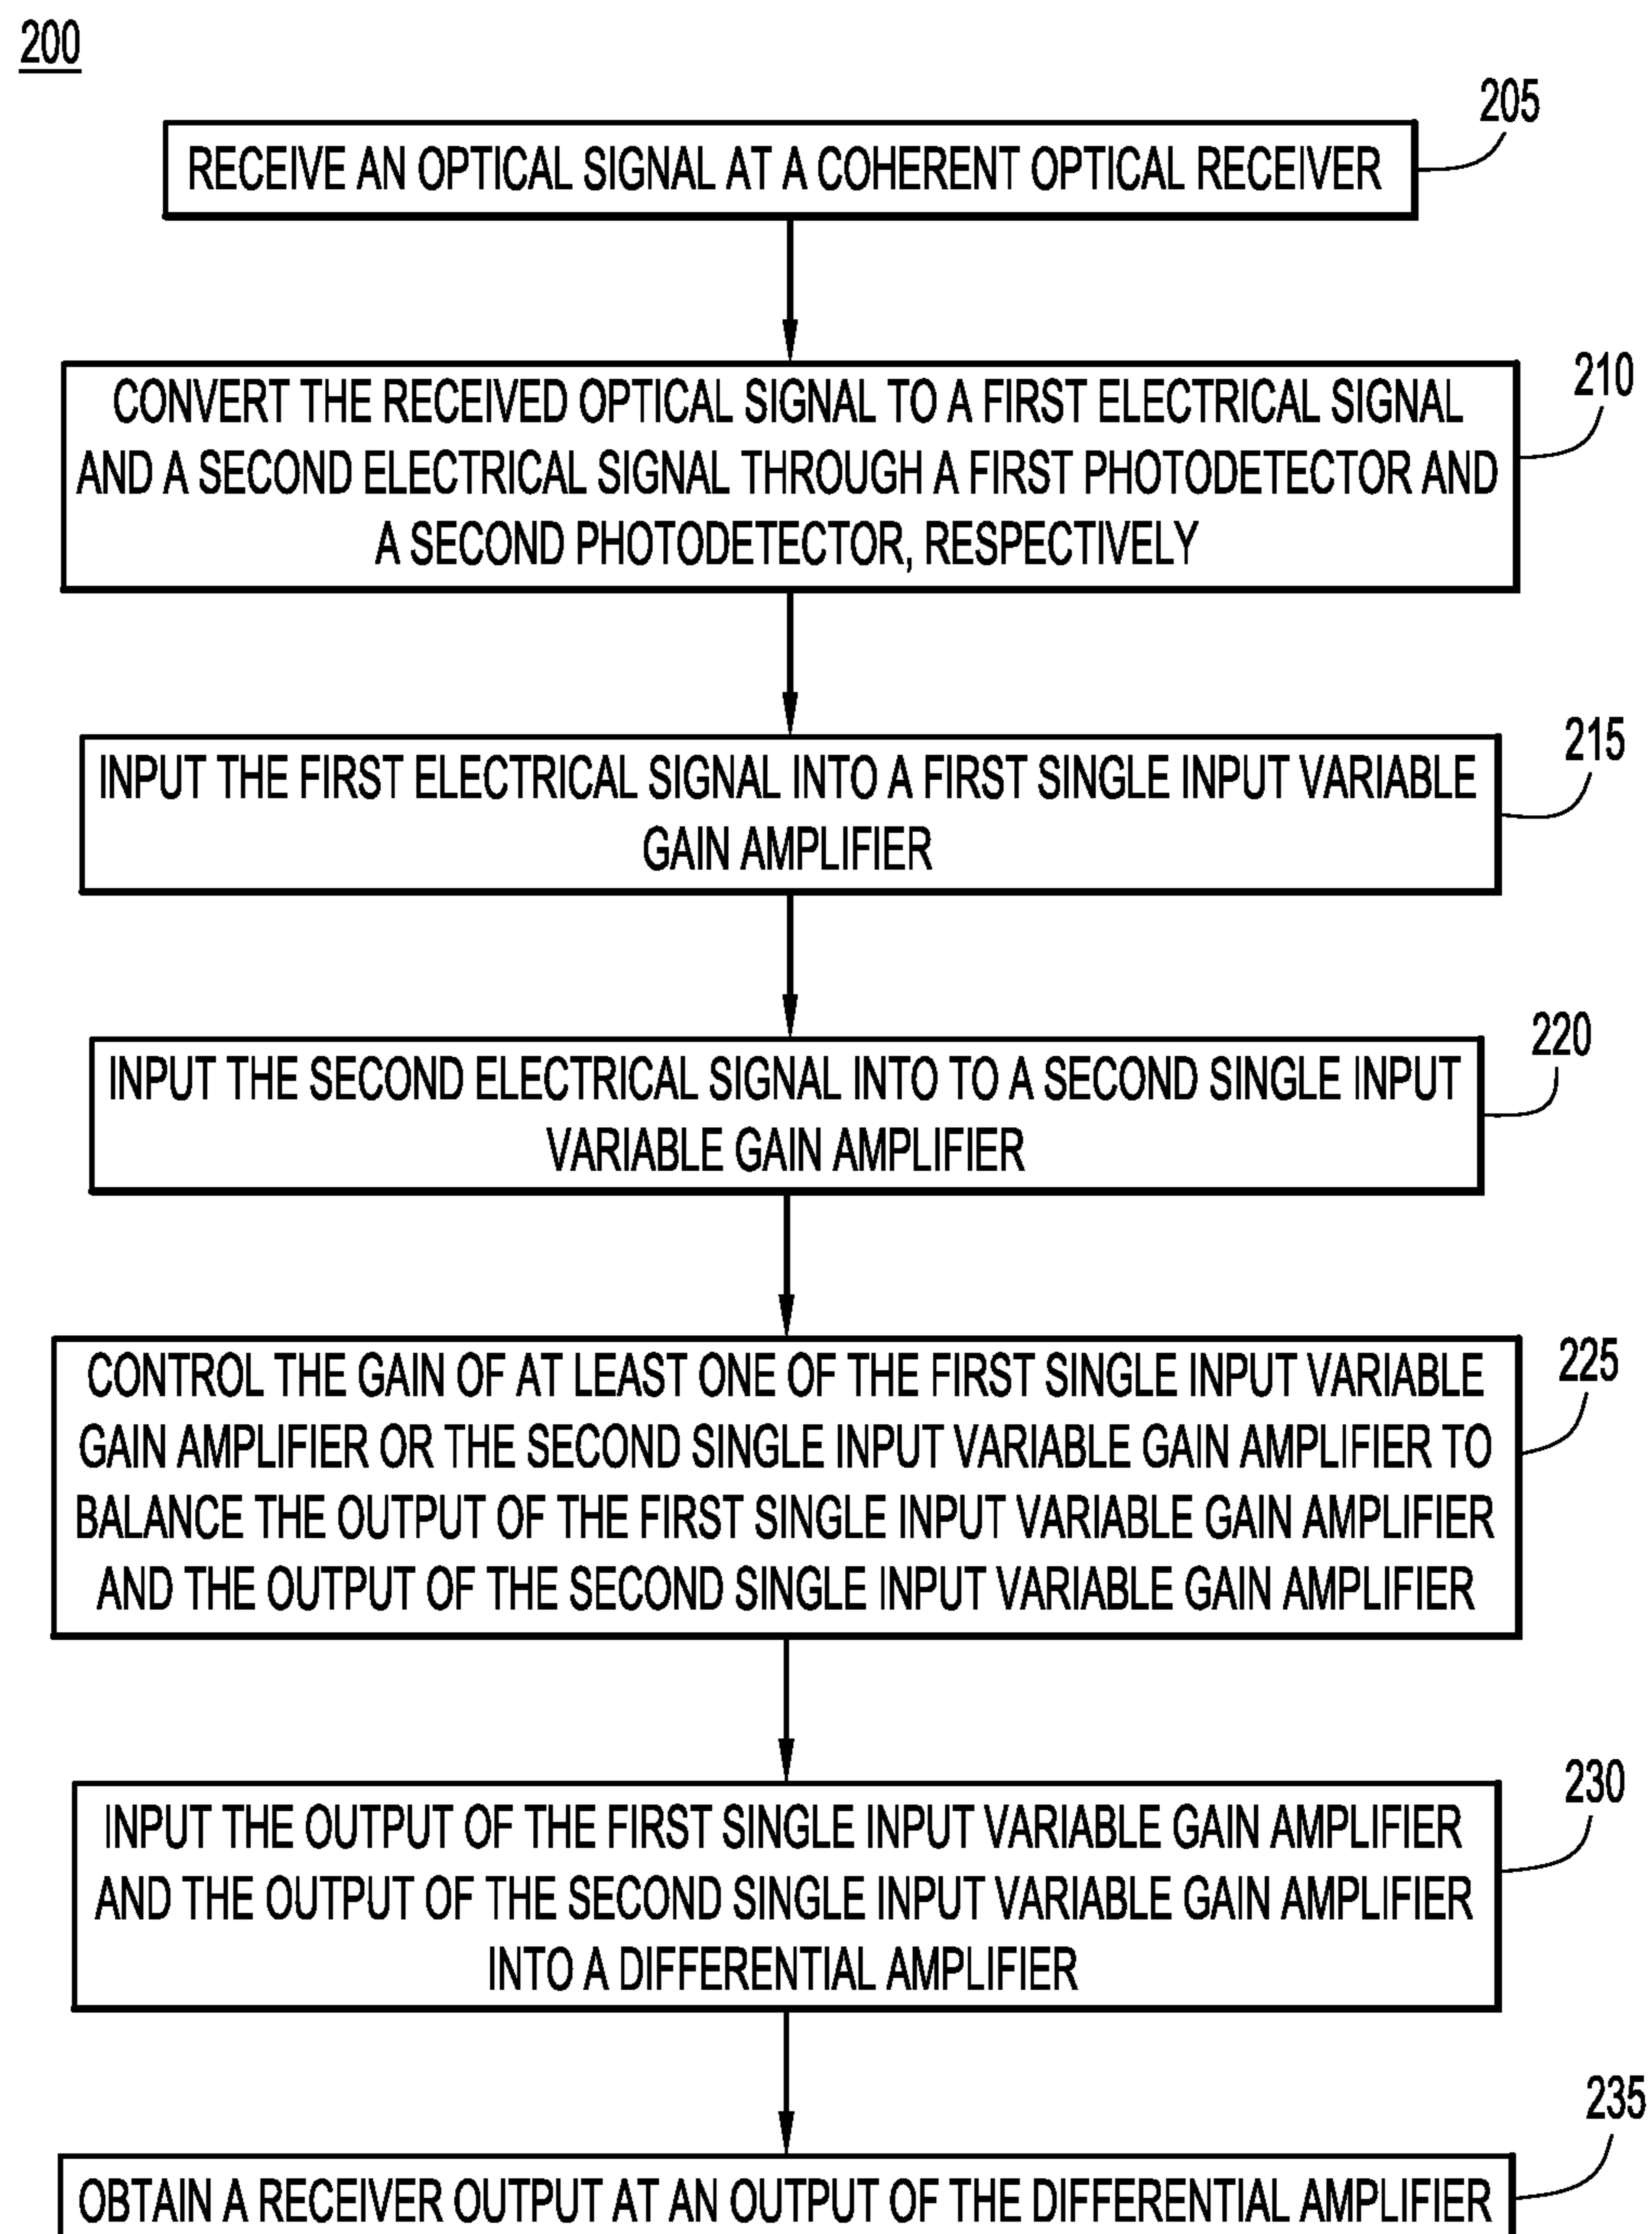 200
205
RECEIVE AN OPTICAL SIGNAL AT A COHERENT OPTICAL RECEIVER
210
CONVERT THE RECEIVED OPTICAL SIGNAL TO A FIRST ELECTRICAL SIGNAL
AND A SECOND ELECTRICAL SIGNAL THROUGH A FIRST PHOTODETECTOR AND
A SECOND PHOTODETECTOR, RESPECTIVELY
215
INPUT THE FIRST ELECTRICAL SIGNAL INTO A FIRST SINGLE INPUT VARIABLE
GAIN AMPLIFIER
220
INPUT THE SECOND ELECTRICAL SIGNAL INTO TO A SECOND SINGLE INPUT
VARIABLE GAIN AMPLIFIER
225
CONTROL THE GAIN OF AT LEAST ONE OF THE FIRST SINGLE INPUT VARIABLE
GAIN AMPLIFIER OR THE SECOND SINGLE INPUT VARIABLE GAIN AMPLIFIER TO
BALANCE THE OUTPUT OF THE FIRST SINGLE INPUT VARIABLE GAIN AMPLIFIER
AND THE OUTPUT OF THE SECOND SINGLE INPUT VARIABLE GAIN AMPLIFIER
230
INPUT THE OUTPUT OF THE FIRST SINGLE INPUT VARIABLE GAIN AMPLIFIER
AND THE OUTPUT OF THE SECOND SINGLE INPUT VARIABLE GAIN AMPLIFIER
INTO A DIFFERENTIAL AMPLIFIER
235
OBTAIN A RECEIVER OUTPUT AT AN OUTPUT OF THE DIFFERENTIAL AMPLIFIER